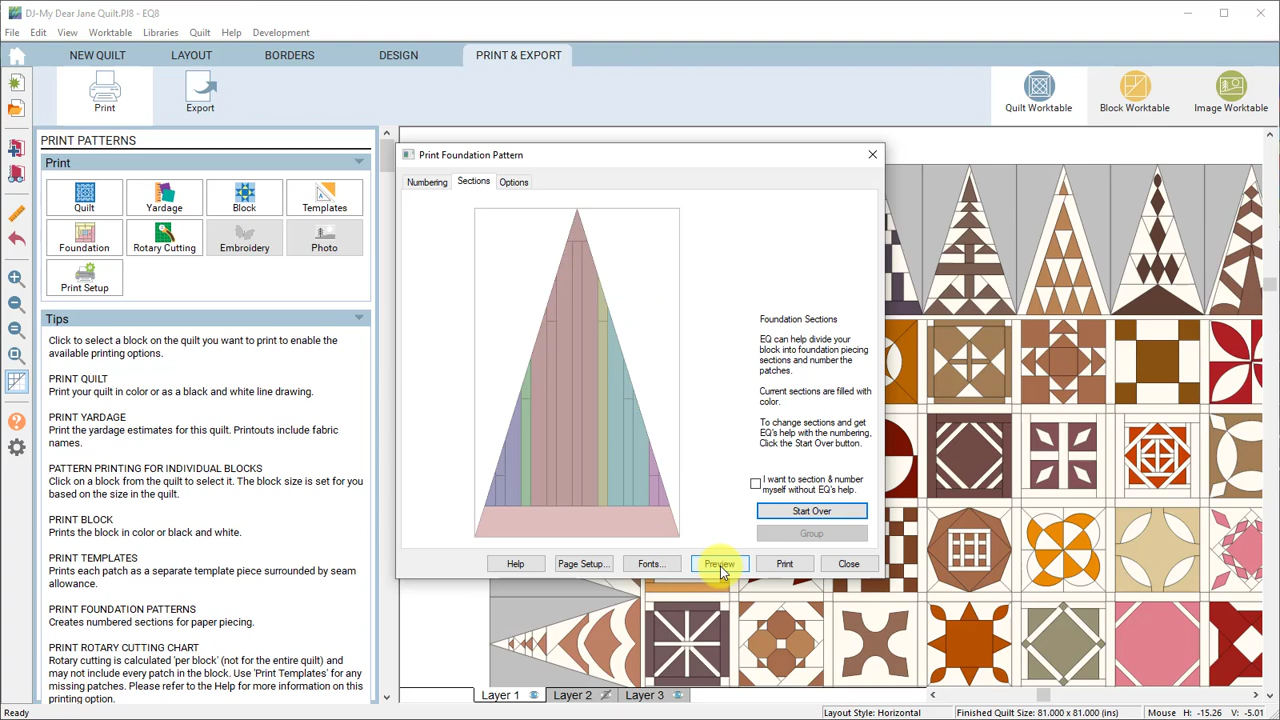 DJ-My Dear Jane Quilt.PJ8 - EQ8
File Edit View Worktable Libraries Quilt Help Development
NEW QUILT LAYOUT BORDERS DESIGN PRINT & EXPORT
Print Export Quilt Worktable Block Worktable Image Worktable
PRINT PATTERNS
Print
Quilt Yardage Block Templates
Foundation Rotary Cutting Embroidery Photo
Print Setup
Tips
Click to select a block on the quilt you want to print to enable the
available printing options.
PRINT QUILT
Print your quilt in color or as a black and white line drawing.
PRINT YARDAGE
Print the yardage estimates for this quilt. Printouts include fabric
names.
PATTERN PRINTING FOR INDIVIDUAL BLOCKS
Click on a block from the quilt to select it. The block size is set for you
based on the size in the quilt.
PRINT BLOCK
Prints the block in color or black and white.
PRINT TEMPLATES
Prints each patch as a separate template piece surrounded by seam
allowance.
PRINT FOUNDATION PATTERNS
Creates numbered sections for paper piecing.
PRINT ROTARY CUTTING CHART
Rotary cutting is calculated 'per block' (not for the entire quilt) and
may not include every patch in the block. Use 'Print Templates' for any
missing patches. Please refer to the Help for more information on this
printing option.
Print Foundation Pattern
Numbering Sections Options
Foundation Sections
EQ can help divide your
block into foundation piecing
sections and number the
patches.
Current sections are filled with
color.
To change sections and get
EQ's help with the numbering,
Click the Start Over button.
I want to section & number
myself without EQ's help.
Start Over
Group
Help Page Setup... Fonts... Preview Print Close
Layer 1 Layer 2 Layer 3
Layout Style: Horizontal Finished Quilt Size: 81.000 x 81.000 (ins) Mouse H: -15.26 V: -5.01